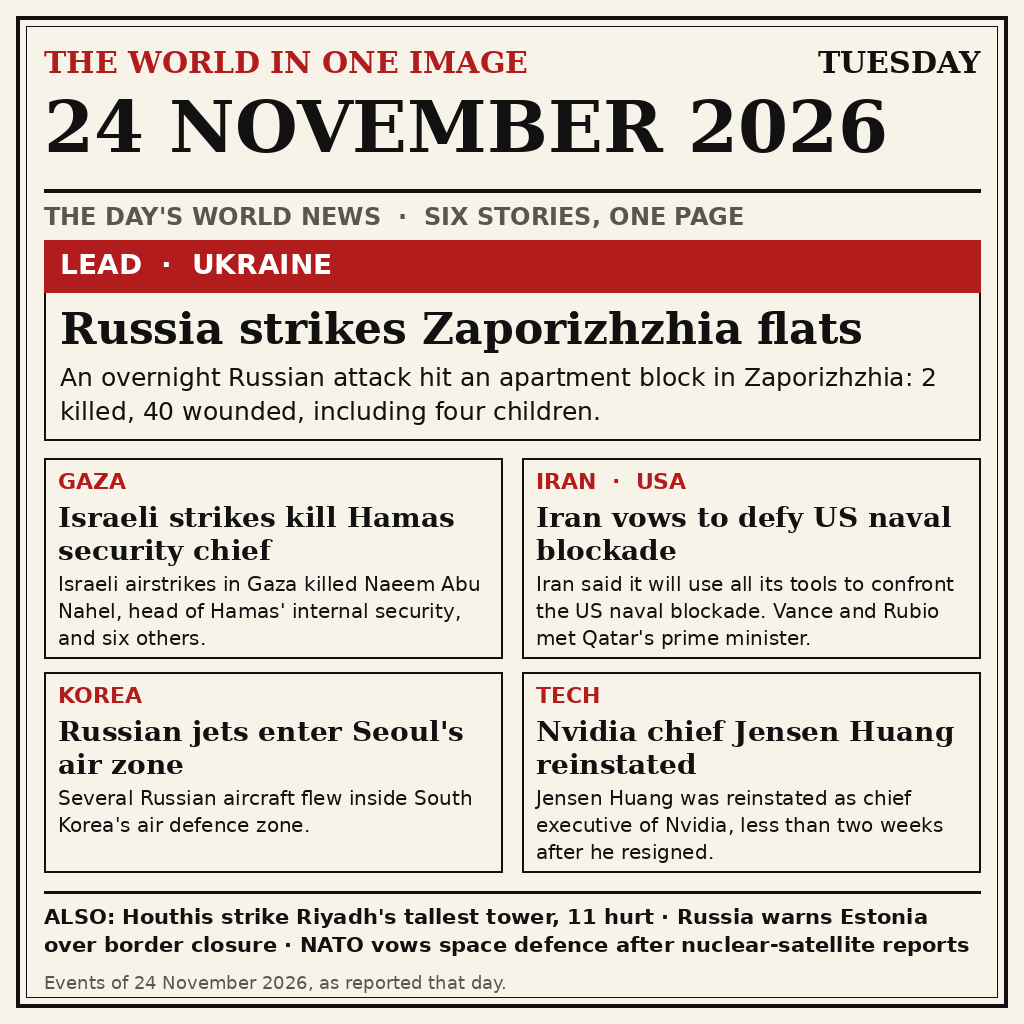 THE WORLD IN ONE IMAGE
TUESDAY
24 NOVEMBER 2026
THE DAY'S WORLD NEWS · SIX STORIES, ONE PAGE
LEAD · UKRAINE
Russia strikes Zaporizhzhia flats
An overnight Russian attack hit an apartment block in Zaporizhzhia: 2
killed, 40 wounded, including four children.
GAZA
Israeli strikes kill Hamas
security chief
Israeli airstrikes in Gaza killed Naeem Abu
Nahel, head of Hamas' internal security,
and six others.
IRAN · USA
Iran vows to defy US naval
blockade
Iran said it will use all its tools to confront
the US naval blockade. Vance and Rubio
met Qatar's prime minister.
KOREA
Russian jets enter Seoul's
air zone
Several Russian aircraft flew inside South
Korea's air defence zone.
TECH
Nvidia chief Jensen Huang
reinstated
Jensen Huang was reinstated as chief
executive of Nvidia, less than two weeks
after he resigned.
ALSO: Houthis strike Riyadh's tallest tower, 11 hurt · Russia warns Estonia
over border closure · NATO vows space defence after nuclear-satellite reports
Events of 24 November 2026, as reported that day.